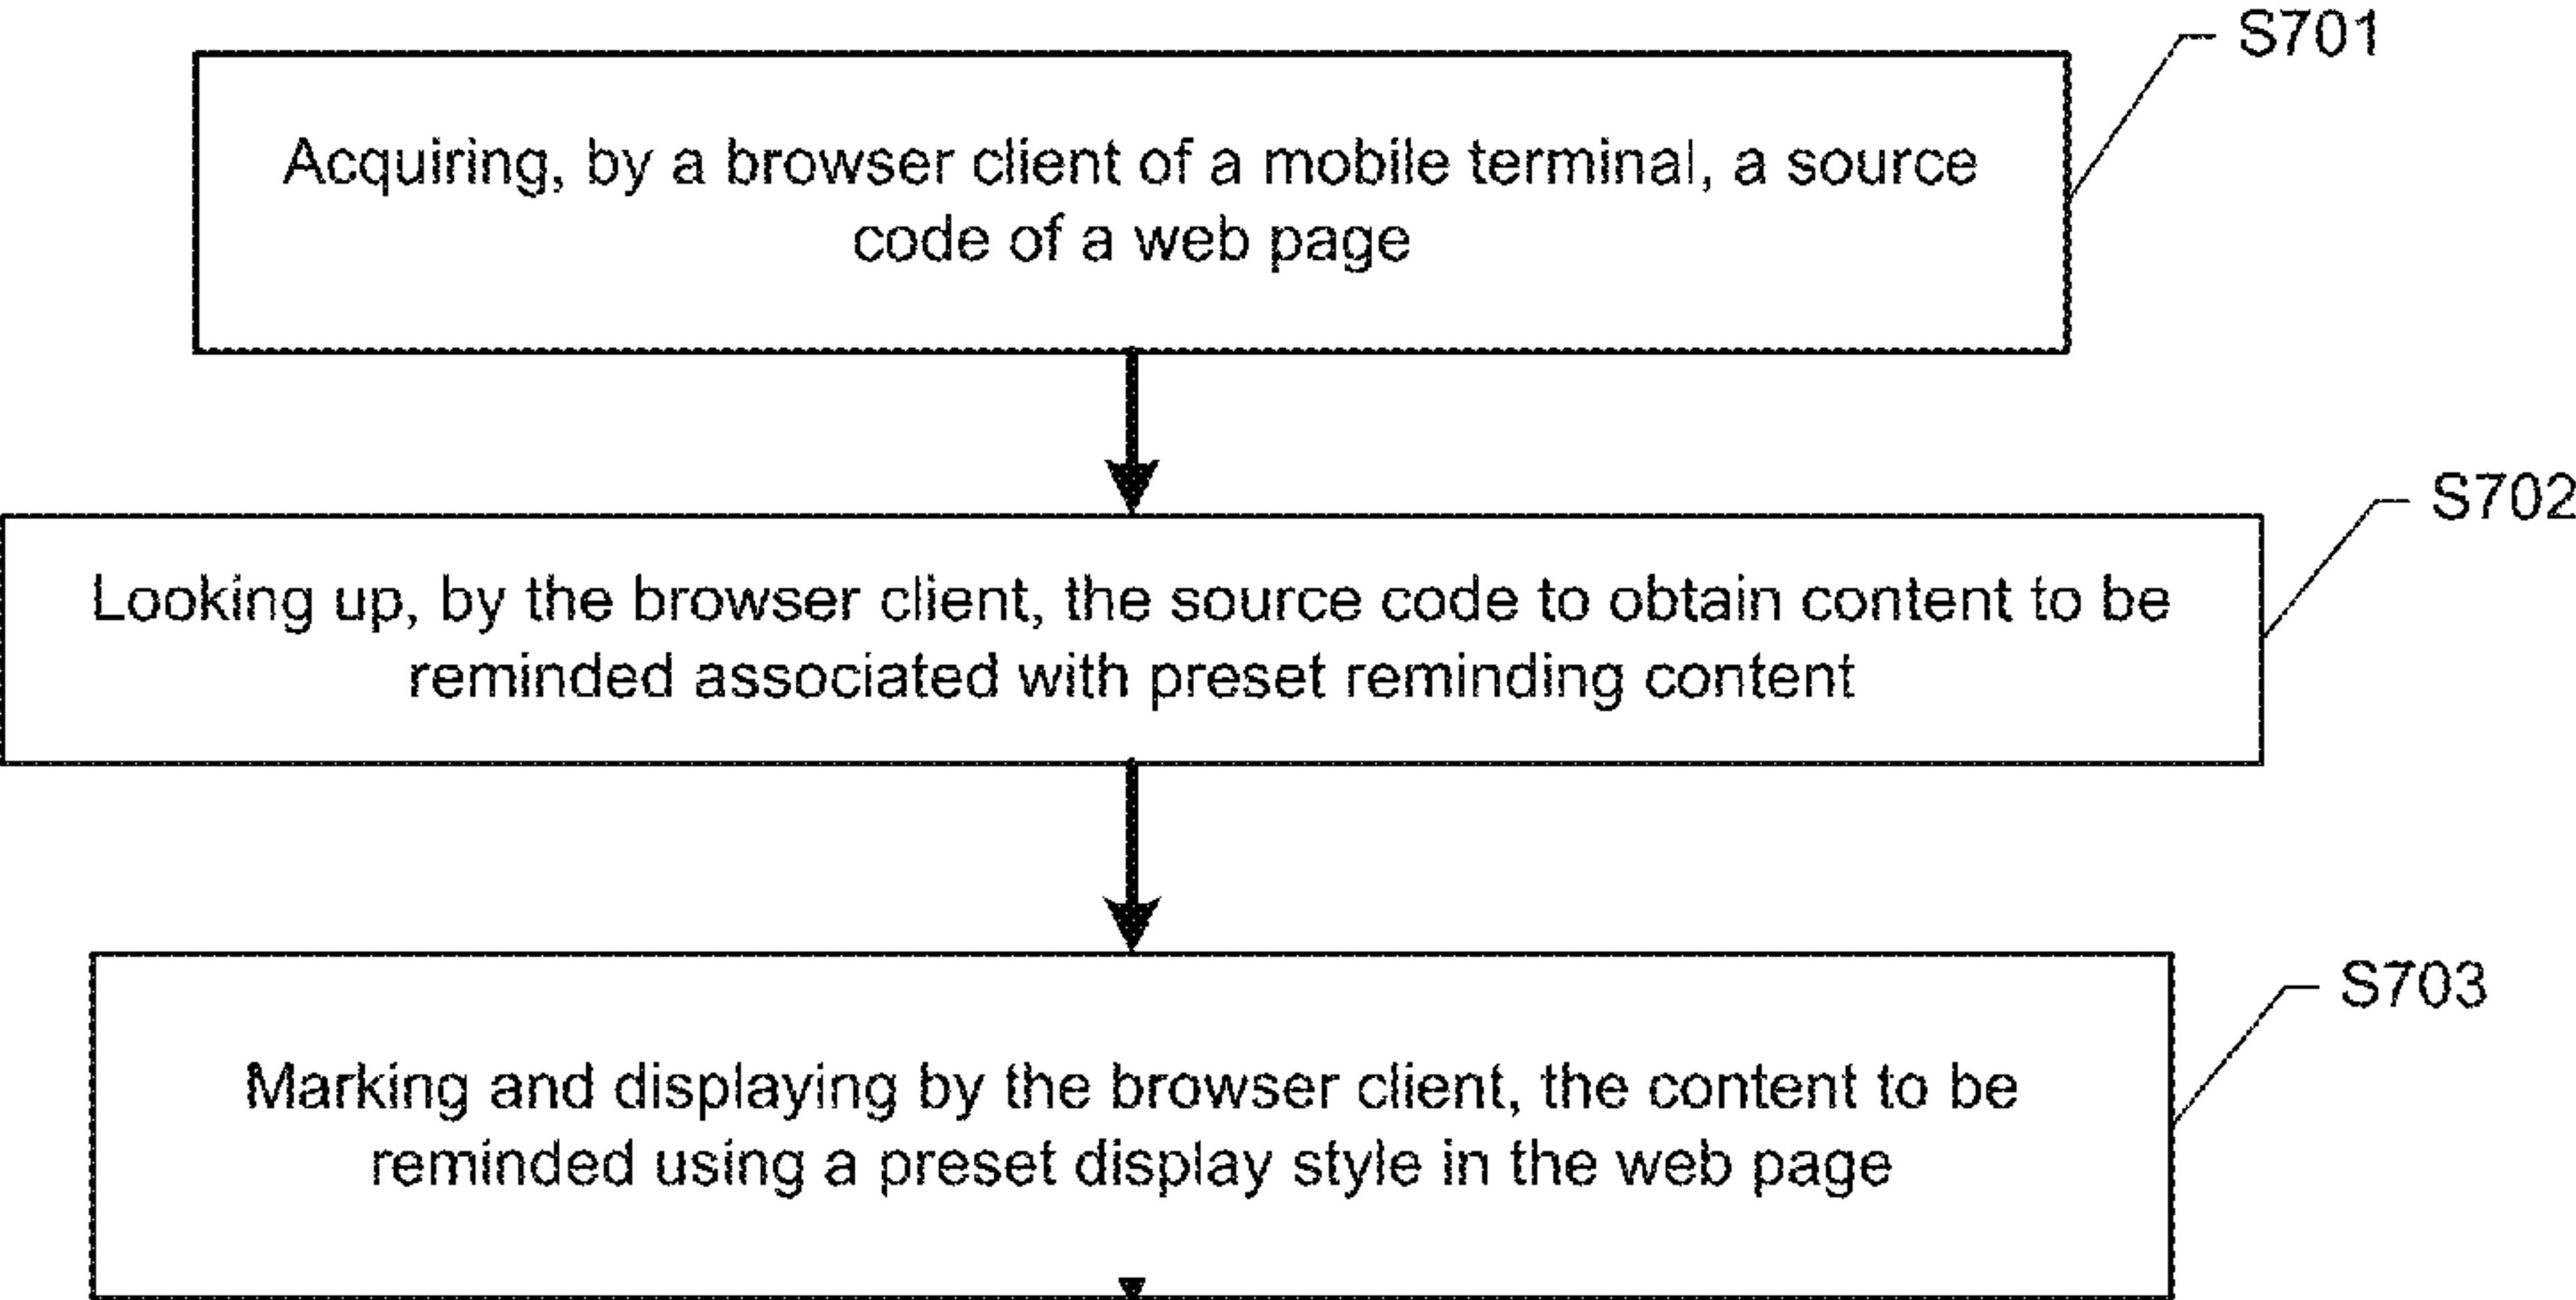 S701
Acquiring, by a browser client of a mobile terminal, a source
code of a web page
S702
Looking up, by the browser client, the source code to obtain content to be
reminded associated with preset reminding content
S703
Marking and displaying by the browser client, the content to be
reminded using a preset display style in the web page